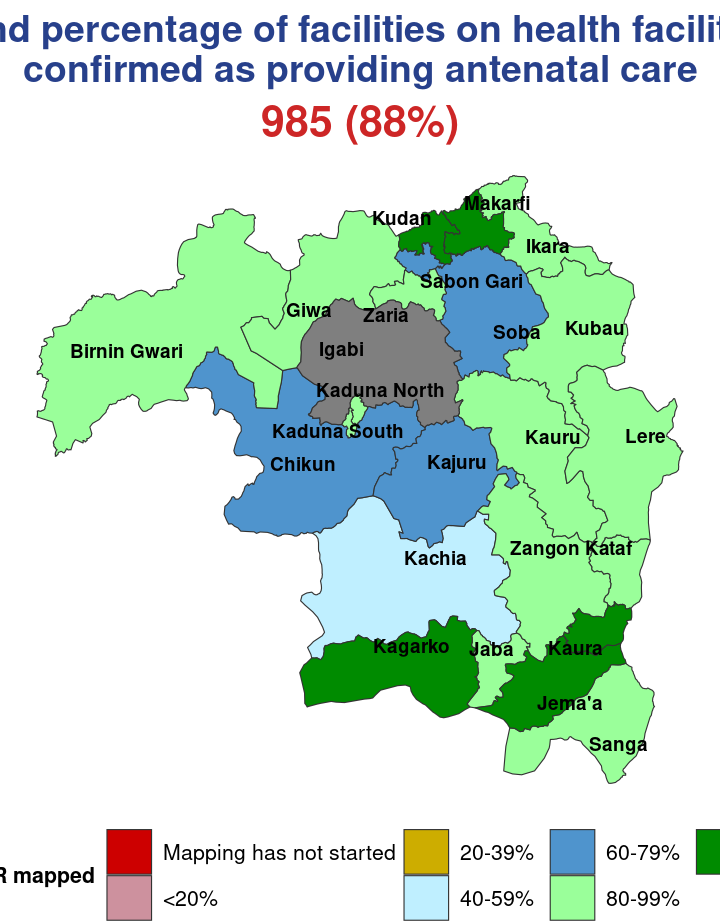 nd percentage of facilities on health facilit
confirmed as providing antenatal care
985 (88%)
Makarfi
Kudan
Ikara
Sabon Gari
Giwa
Zaria
Soba
Kubau
Birnin Gwari
Igabi
Kaduna North
Kaduna South
Kauru
Lere
Chikun
Kajuru
Zangon Kataf
Kachia
Kagarko
Jaba
Kaura
Jema'a
Sanga
R mapped
Mapping has not started
20-39%
60-79%
<20%
40-59%
80-99%